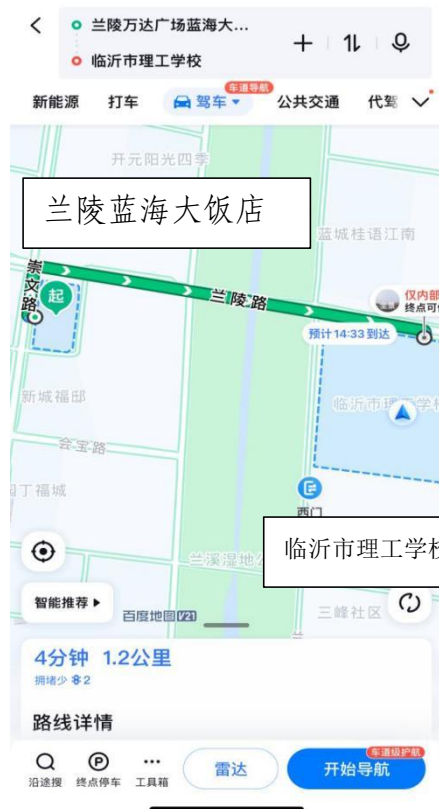 兰陵万达广场蓝海大...
临沂市理工学校
车道导航
新能源 打车 驾车 公共交通 代驾
开元阳光四季
兰陵蓝海大饭店
蓝城桂语江南
崇文路
起
兰陵路
仅内部
终点可
预计14:33到达
新城福邸
临沂市理工学校
会宝路
丁福城
西门
临沂市理工学校
兰溪湿地
智能推荐
百度地图V21
三峰社区
兰
4分钟 1.2公里
拥堵少 2
路线详情
沿途搜
P
终点停车
工具箱
雷达
车道级护航
开始导航